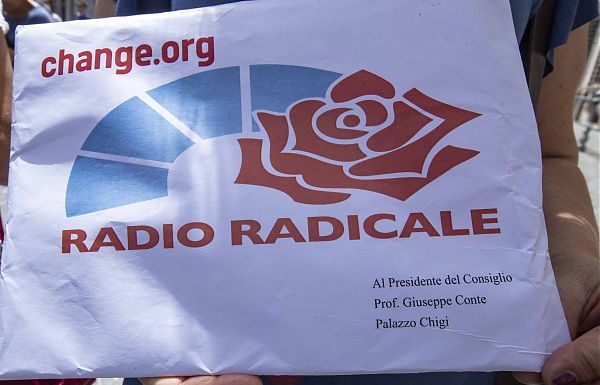 change.org
RADIO RADICALE
Al Presidente del Consiglio
Prof. Giuseppe Conte
Palazzo Chigi